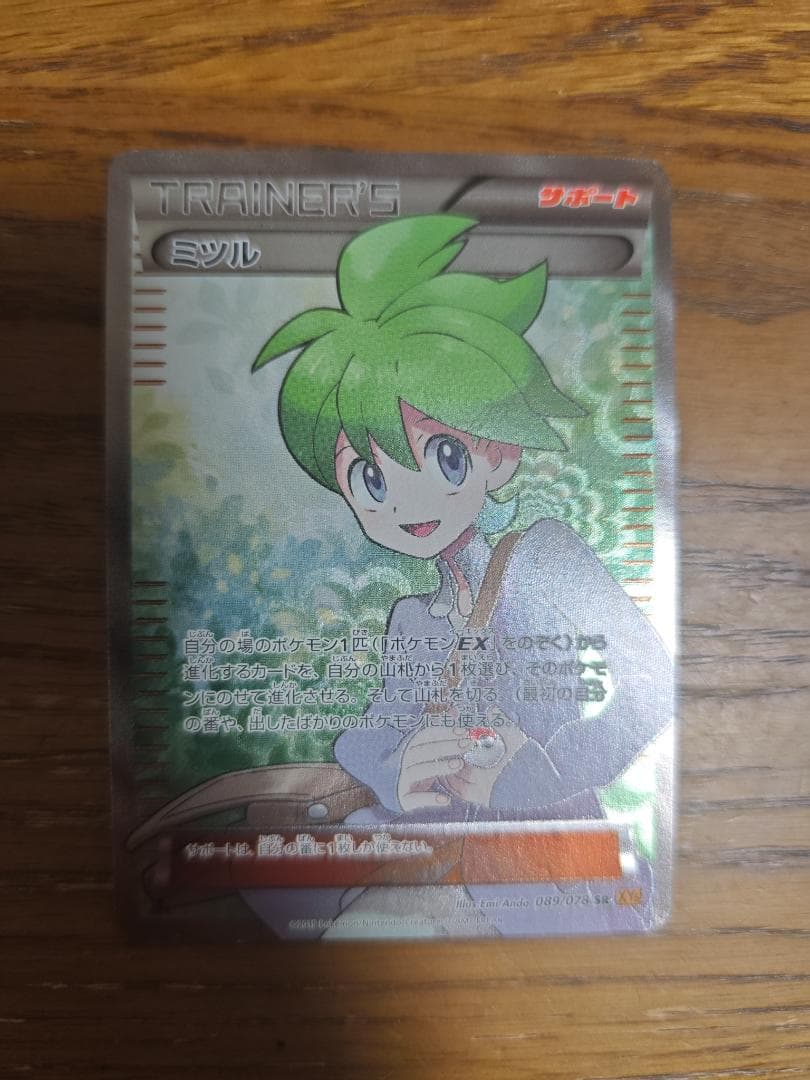 TRAINER'S
サポート
ミツル
自分の場のポケモン1匹(「ポケモンEX」をのぞく)から
進化するカードを、自分の山札から1枚選び、そのポケモ
ンにのせて進化させる。そして山札を切る。(最初の自分
の番や、出したばかりのポケモンにも使える。)
サポートは、自分の番に1枚しか使えない。
illus. Emi Ando 089/078 SR
©2015 Pokémon/Nintendo/Creatures/GAME FREAK